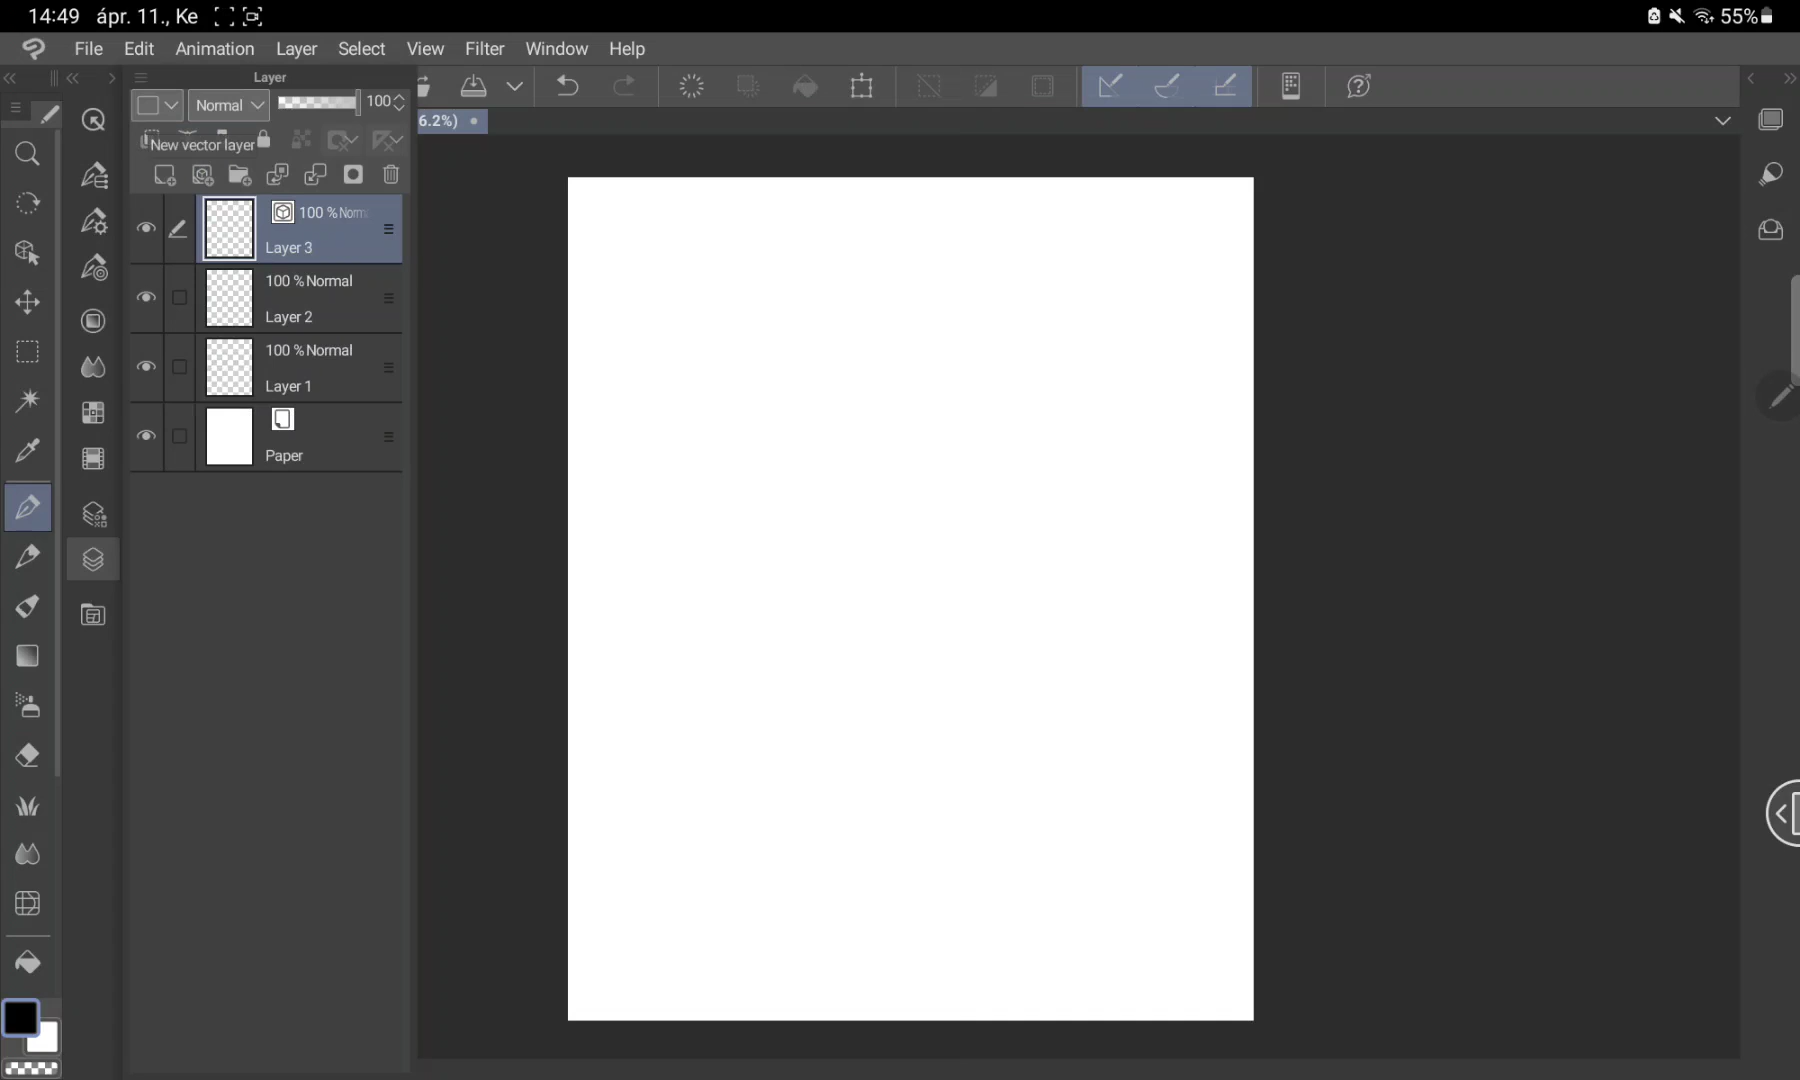 14:49 ápr. 11., Ke 55%
File Edit Animation Layer Select View Filter Window Help
Layer
Normal 100
6.2%)
New vector layer
100 % Norm
Layer 3
100 % Normal
Layer 2
100 % Normal
Layer 1
Paper